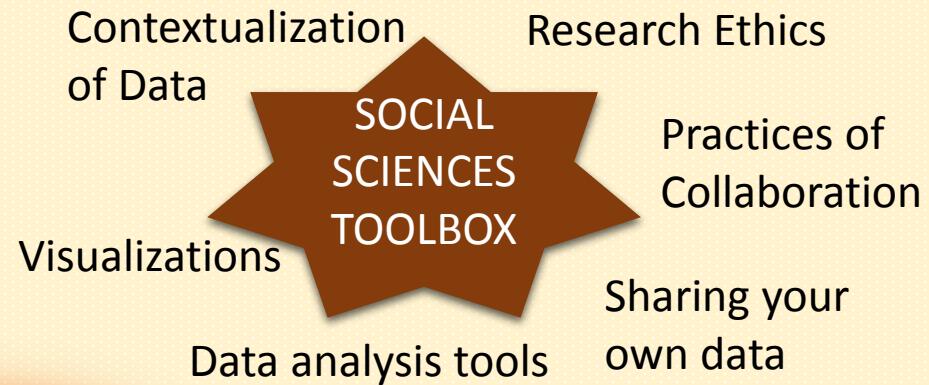 Contextualization
of Data
Research Ethics
SOCIAL
SCIENCES
TOOLBOX
Practices of
Collaboration
Visualizations
Sharing your
own data
Data analysis tools